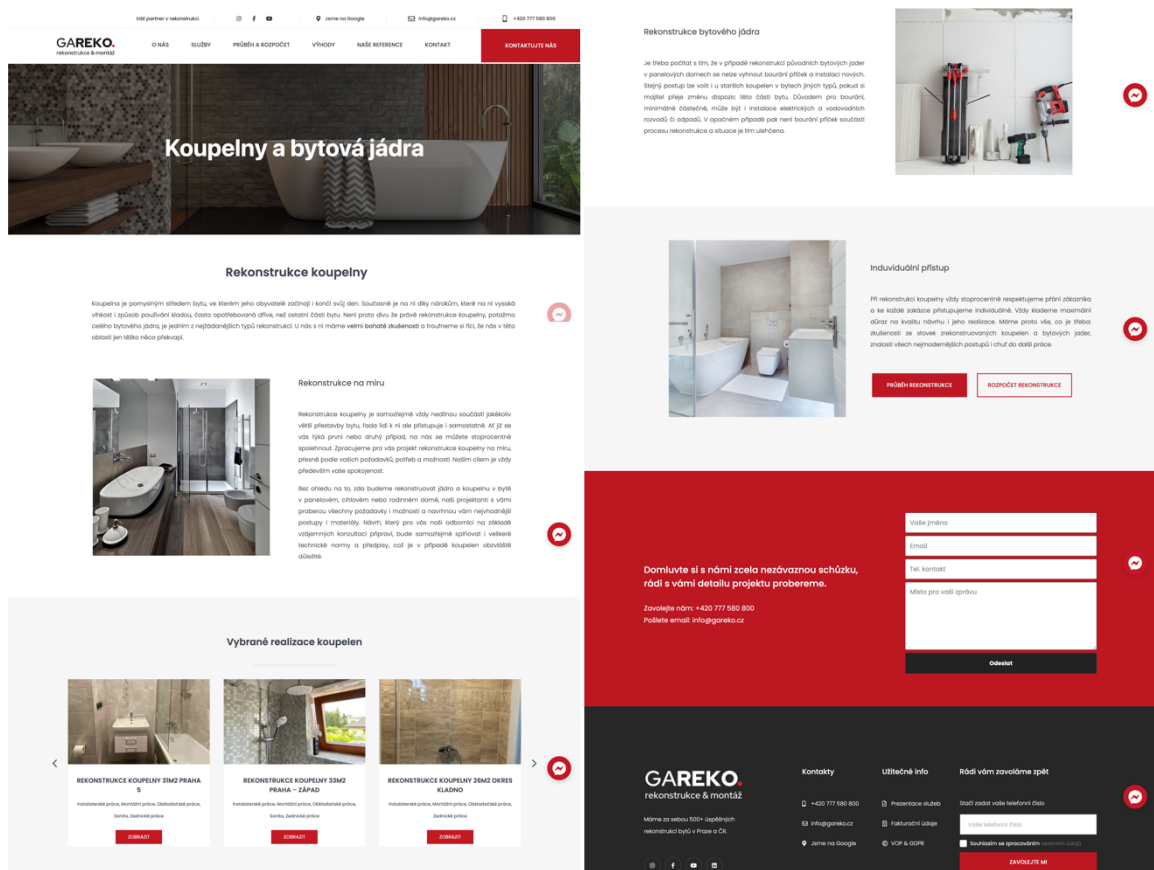 Váš partner v rekonstrukci.
Jsme na Google
info@gareko.cz
+420 777 580 800
GAREKO.
rekonstrukce & montáž
O NÁS
SLUŽBY
PRŮBĚH A ROZPOČET
VÝHODY
NAŠE REFERENCE
KONTAKT
KONTAKTUJTE NÁS
Koupelny a bytová jádra
Rekonstrukce koupelny
Koupelna je pomyslným středem bytu, ve kterém jeho obyvatelé začínají i končí svůj den. Současně je na ní díky nárokům, které na ní vysoká
vlhkost i způsob používání kladou, často opotřebovaná dříve, než ostatní části bytu. Není proto divu že právě rekonstrukce koupelny, potažmo
celého bytového jádra, je jedním z nejžádanějších typů rekonstrukcí. U nás s ní máme velmi bohaté zkušenosti a troufneme si říci, že nás v této
oblasti jen těžko něco překvapí.
Rekonstrukce na míru
Rekonstrukce koupelny je samozřejmě vždy nedílnou součástí jakékoliv
větší přestavby bytu, řada lidí k ní ale přistupuje i samostatně. Ať již se
vás týká první nebo druhý případ, na nás se můžete stoprocentně
spolehnout. Zpracujeme pro vás projekt rekonstrukce koupelny na míru,
přesně podle vašich požadavků, potřeb a možností. Naším cílem je vždy
především vaše spokojenost.
Bez ohledu na to, zda budeme rekonstruovat jádro a koupelnu v bytě
v panelovém, cihlovém nebo rodinném domě, naši projektanti s vámi
proberou všechny požadavky i možnosti a navrhnou vám nejvhodnější
postupy i materiály. Návrh, který pro vás naši odborníci na základě
vzájemných konzultací připraví, bude samozřejmě splňovat i veškeré
technické normy a předpisy, což je v případě koupelen obzvláště
důležité.
Vybrané realizace koupelen
REKONSTRUKCE KOUPELNY 31M2 PRAHA
5
Instalatérské práce, Montážní práce, Obkladačské práce,
Sanita, Zednické práce
ZOBRAZIT
REKONSTRUKCE KOUPELNY 33M2
PRAHA – ZÁPAD
Instalatérské práce, Montážní práce, Obkladačské práce,
Sanita, Zednické práce
ZOBRAZIT
REKONSTRUKCE KOUPELNY 26M2 OKRES
KLADNO
Instalatérské práce, Montážní práce, Obkladačské práce,
Zednické práce
ZOBRAZIT
Rekonstrukce bytového jádra
Je třeba počítat s tím, že v případě rekonstrukcí původních bytových jader
v panelových domech se nelze vyhnout bourání příček a instalaci nových.
Stejný postup lze volit i u starších koupelen v bytech jiných typů, pokud si
majitel přeje změnu dispozic této části bytu. Důvodem pro bourání,
minimálně částečné, může být i instalace elektrických a vodovodních
rozvodů či odpadů. V opačném případě pak není bourání příček součástí
procesu rekonstrukce a situace je tím ulehčena.
Induviduální přístup
Při rekonstrukci koupelny vždy stoprocentně respektujeme přání zákazníka
a ke každé zakázce přistupujeme individuálně. Vždy klademe maximální
důraz na kvalitu návrhu i jeho realizace. Máme proto vše, co je třeba:
zkušenosti ze stovek zrekonstruovaných koupelen a bytových jader,
znalosti všech nejmodernějších postupů i chuť do další práce.
PRŮBĚH REKONSTRUKCE
ROZPOČET REKONSTRUKCE
Domluvte si s námi zcela nezávaznou schůzku,
rádi s vámi detailu projektu probereme.
Zavolejte nám: +420 777 580 800
Pošlete email: info@gareko.cz
Vaše jméno
Email
Tel. kontakt
Místa pro vaší zprávu
Odeslat
GAREKO.
rekonstrukce & montáž
Máme za sebou 500+ úspěšných
rekonstrukcí bytů v Praze a ČR.
Kontakty
+420 777 580 800
info@gareko.cz
Jsme na Google
Užitečné info
Prezentace služeb
Fakturační údaje
VOP & GDPR
Rádi vám zavoláme zpět
Stačí zadat vaše telefonní číslo
Vaše telefonní číslo
Souhlasím se zpracováním osobních údajů
ZAVOLEJTE MI